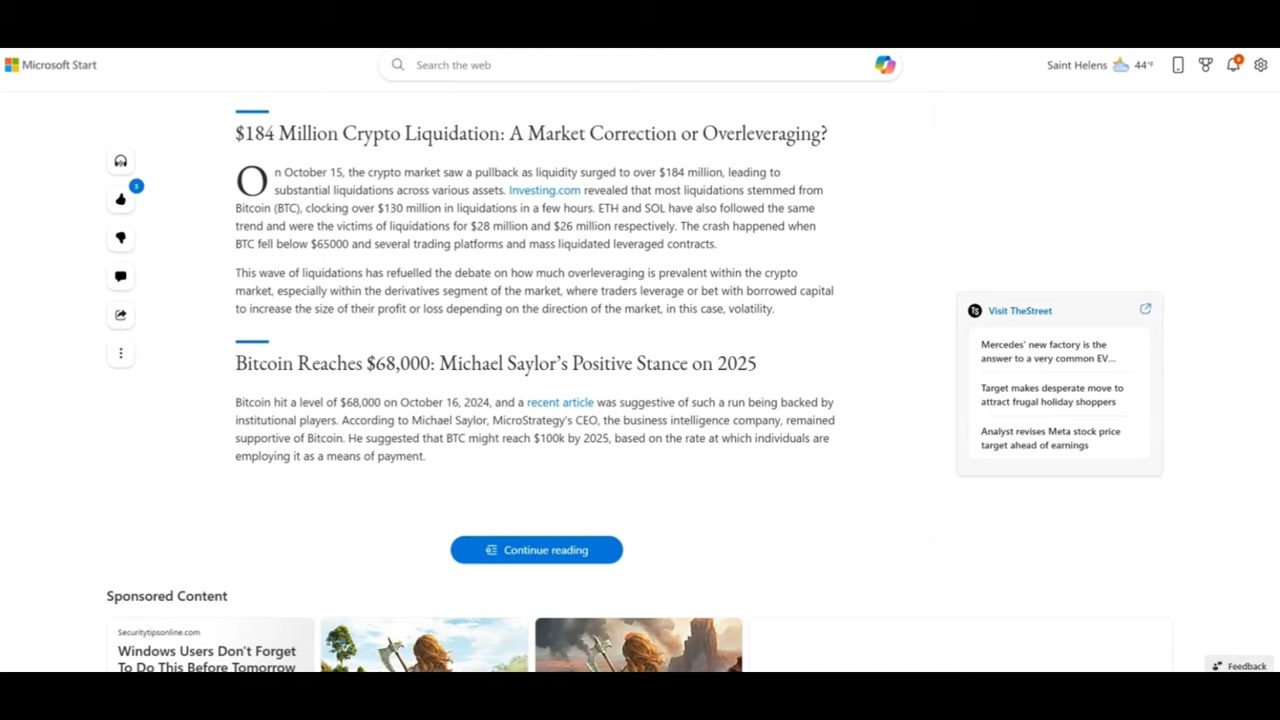 Microsoft Start
Search the web
Saint Helens
44°F
6
$184 Million Crypto Liquidation: A Market Correction or Overleveraging?
3
On October 15, the crypto market saw a pullback as liquidity surged to over $184 million, leading to
substantial liquidations across various assets. Investing.com revealed that most liquidations stemmed from
Bitcoin (BTC), clocking over $130 million in liquidations in a few hours. ETH and SOL have also followed the same
trend and were the victims of liquidations for $28 million and $26 million respectively. The crash happened when
BTC fell below $65000 and several trading platforms and mass liquidated leveraged contracts.
This wave of liquidations has refuelled the debate on how much overleveraging is prevalent within the crypto
market, especially within the derivatives segment of the market, where traders leverage or bet with borrowed capital
to increase the size of their profit or loss depending on the direction of the market, in this case, volatility.
Bitcoin Reaches $68,000: Michael Saylor’s Positive Stance on 2025
Bitcoin hit a level of $68,000 on October 16, 2024, and a recent article was suggestive of such a run being backed by
institutional players. According to Michael Saylor, MicroStrategy’s CEO, the business intelligence company, remained
supportive of Bitcoin. He suggested that BTC might reach $100k by 2025, based on the rate at which individuals are
employing it as a means of payment.
TS Visit TheStreet
Mercedes' new factory is the
answer to a very common EV...
Target makes desperate move to
attract frugal holiday shoppers
Analyst revises Meta stock price
target ahead of earnings
Continue reading
Sponsored Content
Securitytipsonline.com
Windows Users Don't Forget
To Do This Before Tomorrow
Feedback